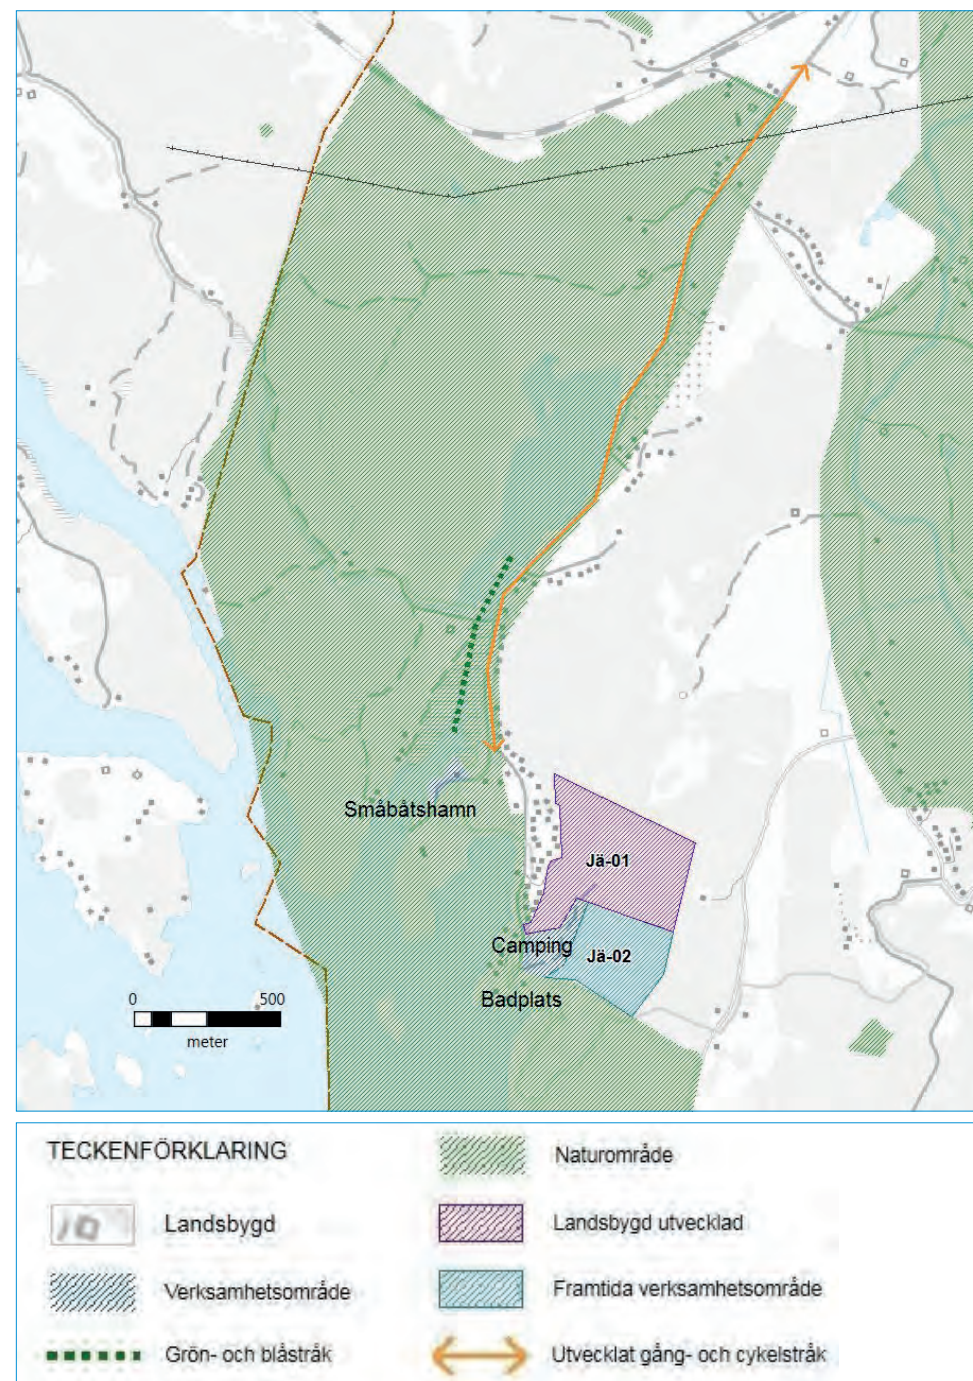 Småbåtshamn
Jä-01
Camping
Jä-02
Badplats
0 500
meter
TECKENFÖRKLARING
Landsbygd
Verksamhetsområde
Grön- och blåstråk
Naturområde
Landsbygd utvecklad
Framtida verksamhetsområde
Utvecklat gång- och cykelstråk